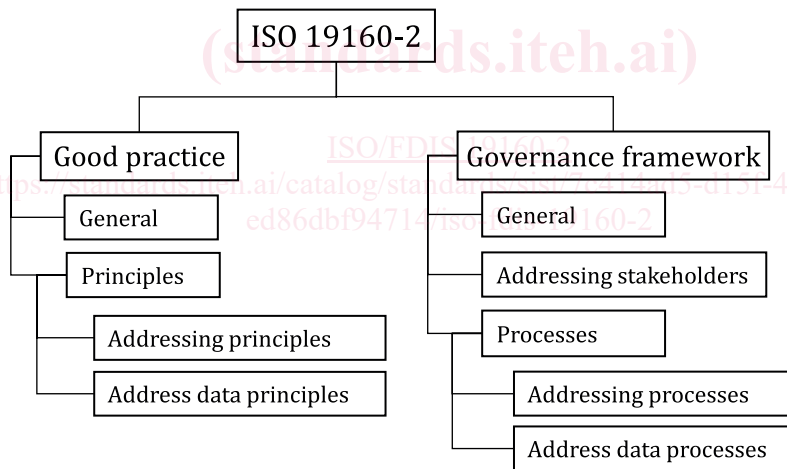 ISO 19160-2
(standards.iteh.ai)
Good practice
Governance framework
ISO/FDIS 19160-2
ttps://standards.iteh.ai/catalog/standards/sist/7c414ad5-d15f-4
ed86dbf94714/iso-fdis-19160-2
General
Principles
Addressing principles
Address data principles
General
Addressing stakeholders
Processes
Addressing processes
Address data processes